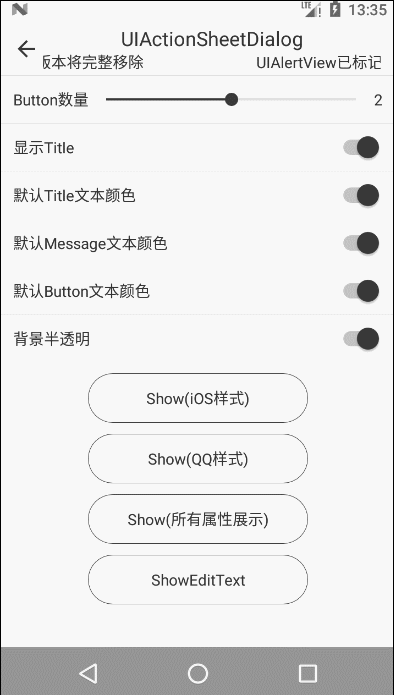 LTE 13:35
UIActionSheetDialog
版本将完整移除 UIAlertView已标记
Button数量 2
显示Title
默认Title文本颜色
默认Message文本颜色
默认Button文本颜色
背景半透明
Show(iOS样式)
Show(QQ样式)
Show(所有属性展示)
ShowEditText